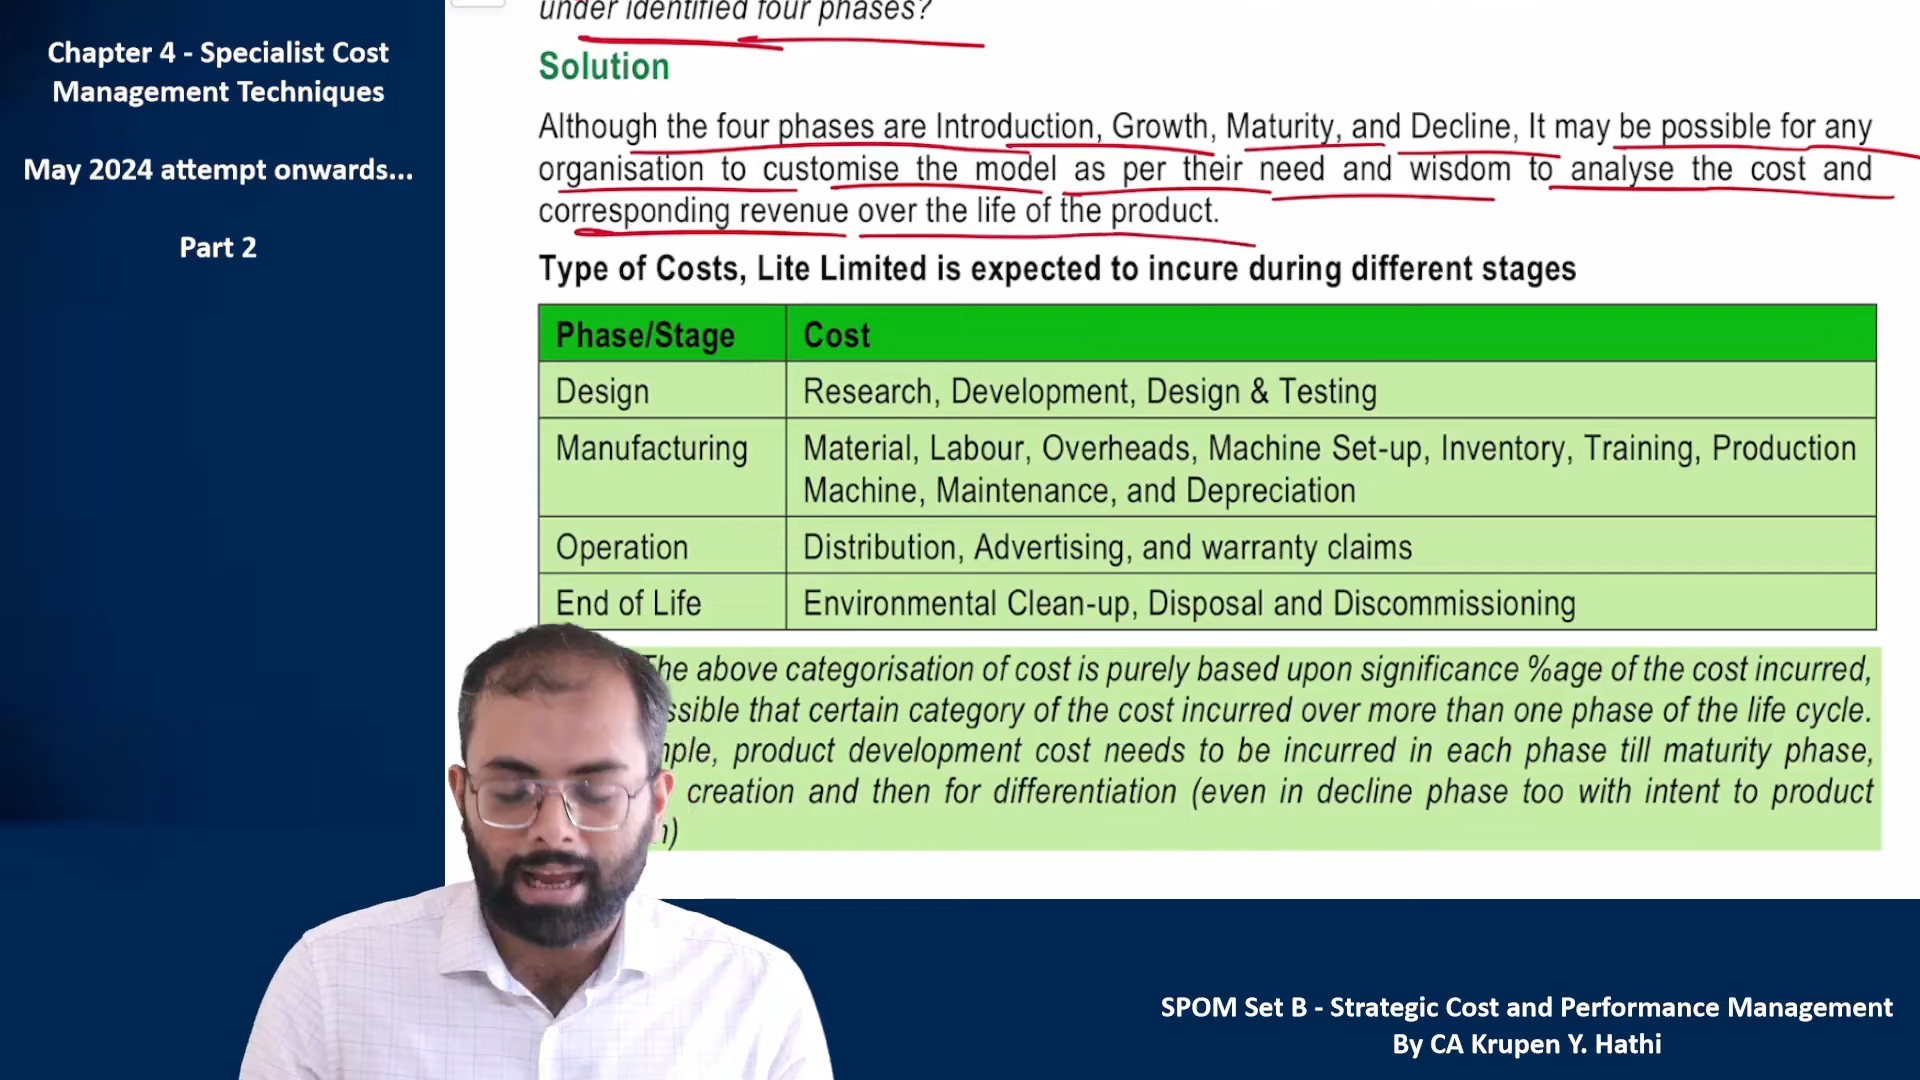 Chapter 4 - Specialist Cost
Management Techniques
May 2024 attempt onwards...
Part 2
under identified four phases?
Solution
Although the four phases are Introduction, Growth, Maturity, and Decline, It may be possible for any
organisation to customise the model as per their need and wisdom to analyse the cost and
corresponding revenue over the life of the product.
Type of Costs, Lite Limited is expected to incure during different stages
Phase/Stage Cost
Design Research, Development, Design & Testing
Manufacturing Material, Labour, Overheads, Machine Set-up, Inventory, Training, Production
Machine, Maintenance, and Depreciation
Operation Distribution, Advertising, and warranty claims
End of Life Environmental Clean-up, Disposal and Discommissioning
The above categorisation of cost is purely based upon significance %age of the cost incurred,
that certain category of the cost incurred over more than one phase of the life cycle.
product development cost needs to be incurred in each phase till maturity phase,
creation and then for differentiation (even in decline phase too with intent to product
SPOM Set B - Strategic Cost and Performance Management
By CA Krupen Y. Hathi